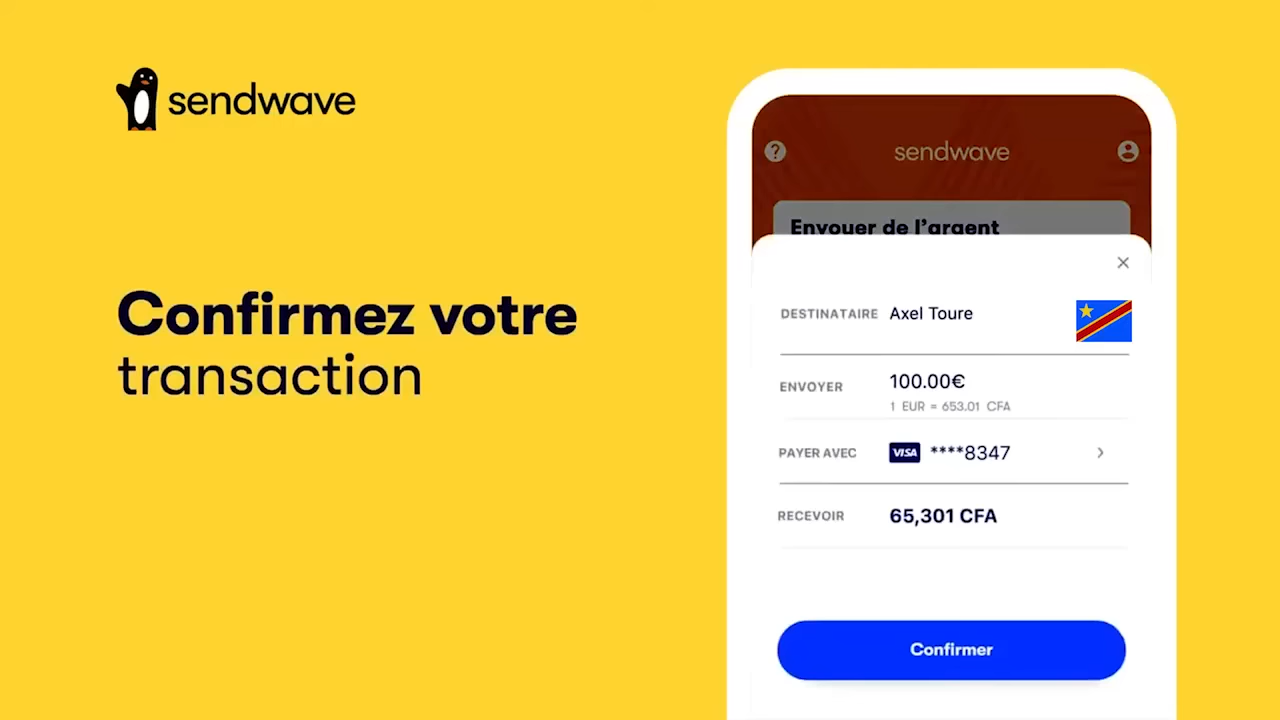 sendwave
Confirmez votre
transaction
?
sendwave
Envoyer de l'argent
DESTINATAIRE Axel Toure
ENVOYER 100.00€
1 EUR = 653.01 CFA
PAYER AVEC VISA ****8347
RECEVOIR 65,301 CFA
Confirmer